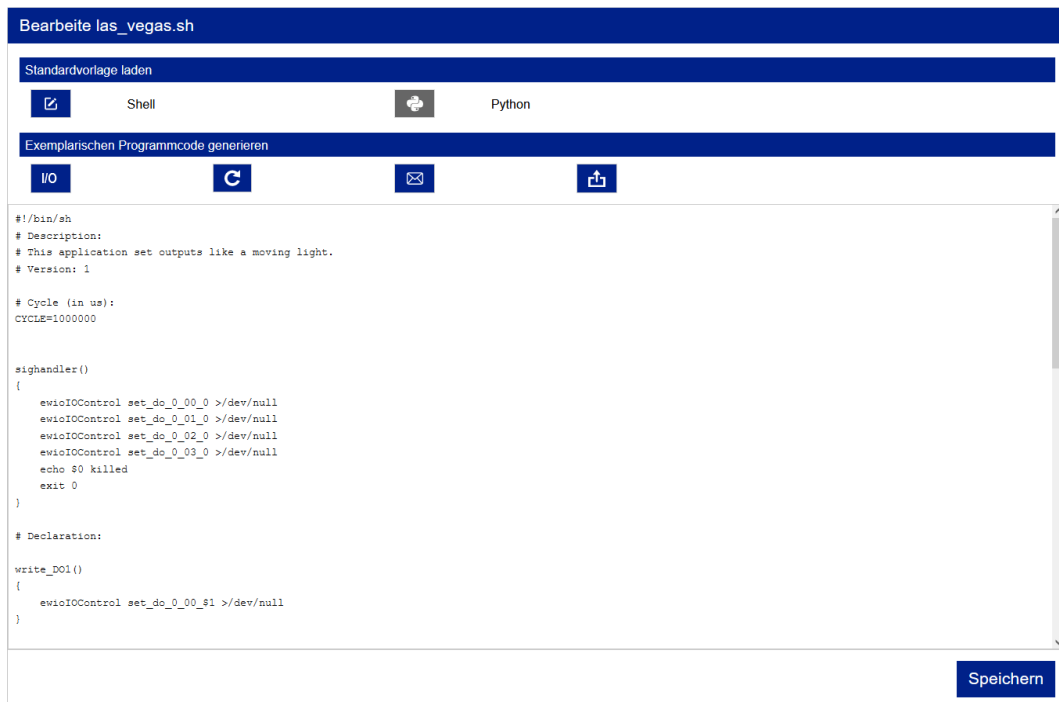 Bearbeite las_vegas.sh
Standardvorlage laden
Shell
Python
Exemplarischen Programmcode generieren
I/O
#!/bin/sh
# Description:
# This application set outputs like a moving light.
# Version: 1
# Cycle (in us):
CYCLE=1000000
sighandler()
{
    ewioIOControl set_do_0_00_0 >/dev/null
    ewioIOControl set_do_0_01_0 >/dev/null
    ewioIOControl set_do_0_02_0 >/dev/null
    ewioIOControl set_do_0_03_0 >/dev/null
    echo $0 killed
    exit 0
}
# Declaration:
write_DO1()
{
    ewioIOControl set_do_0_00_$1 >/dev/null
}
Speichern